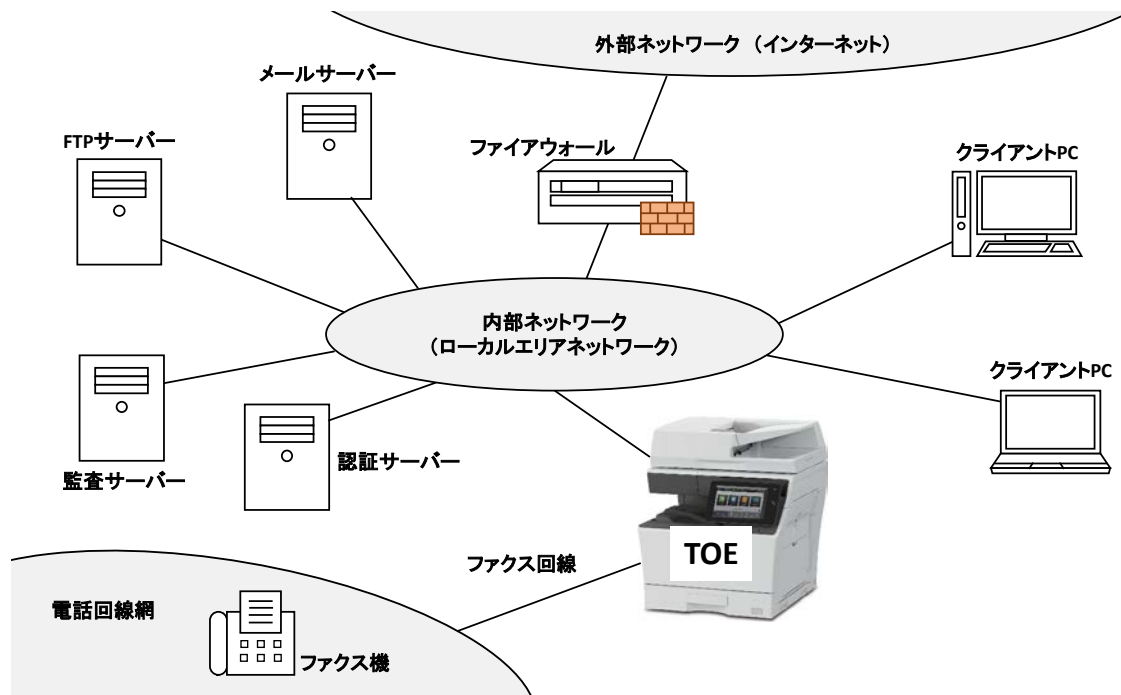 外部ネットワーク（インターネット）
メールサーバー
FTPサーバー
ファイアウォール
クライアントPC
内部ネットワーク
（ローカルエリアネットワーク）
クライアントPC
監査サーバー
認証サーバー
TOE
ファクス回線
電話回線網
ファクス機